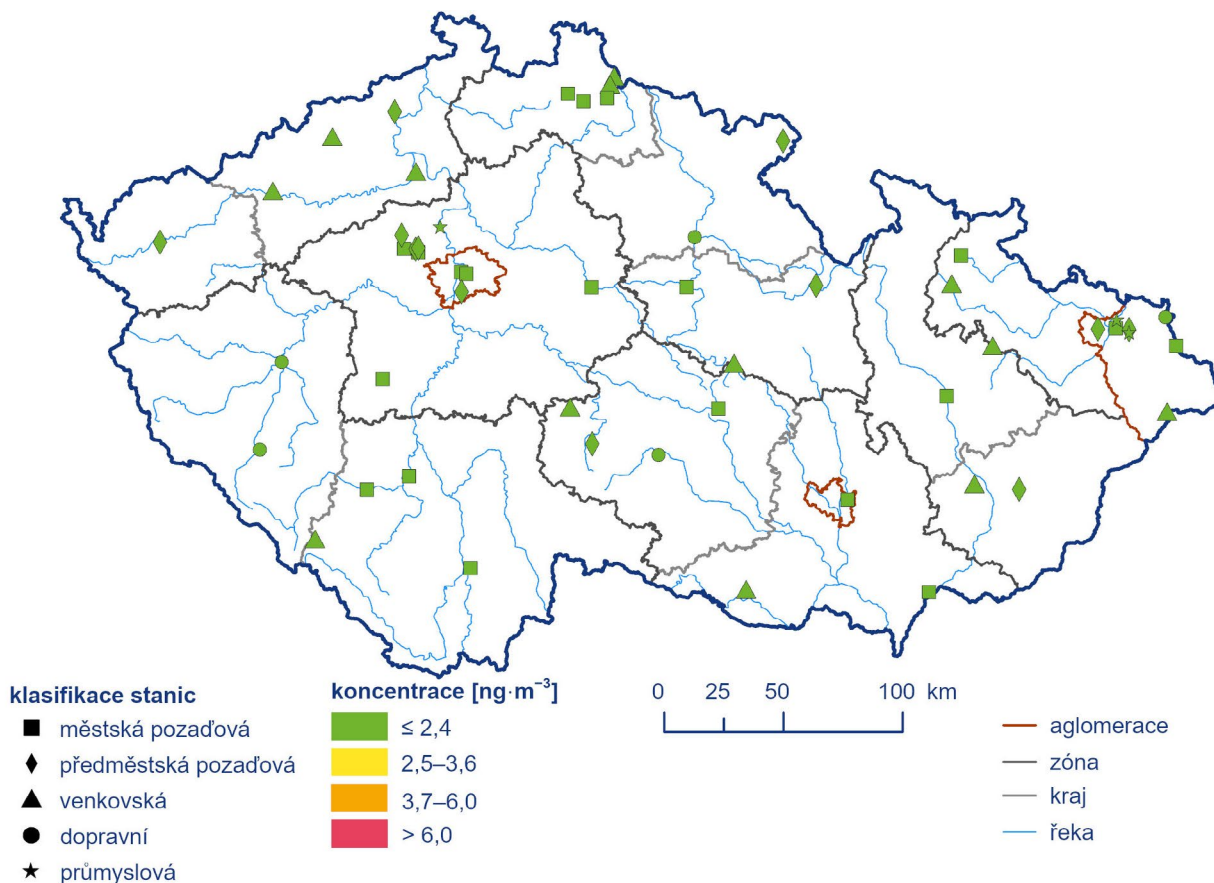 klasifikace stanic
městská pozaďová
předměstská pozaďová
venkovská
dopravní
průmyslová
koncentrace [ng·m⁻³]
≤ 2,4
2,5–3,6
3,7–6,0
> 6,0
0 25 50 100 km
aglomerace
zóna
kraj
řeka